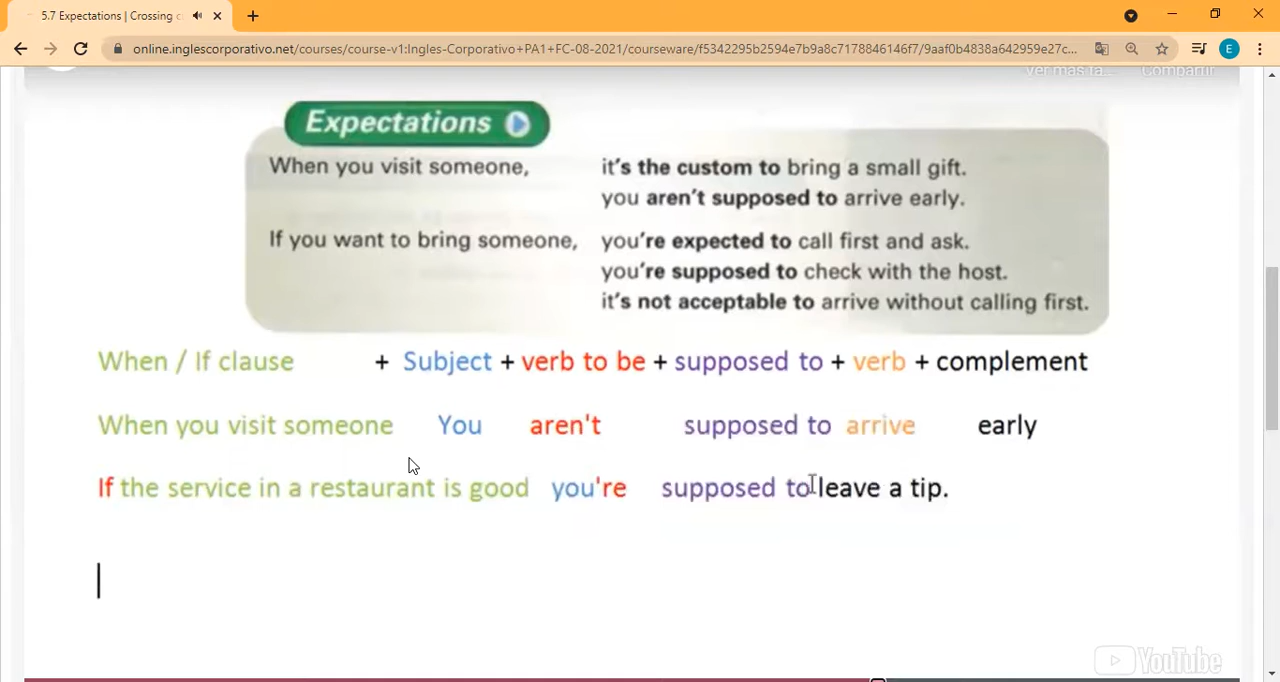 5.7 Expectations | Crossing c
online.inglescorporativo.net/courses/course-v1:Ingles-Corporativo+PA1+FC-08-2021/courseware/f5342295b2594e7b9a8c7178846146f7/9aaf0b4838a642959e27c...
E
Ver más ta... Compartir
Expectations
When you visit someone, it's the custom to bring a small gift.
you aren't supposed to arrive early.
If you want to bring someone, you're expected to call first and ask.
you're supposed to check with the host.
it's not acceptable to arrive without calling first.
When / If clause + Subject + verb to be + supposed to + verb + complement
When you visit someone You aren't supposed to arrive early
If the service in a restaurant is good you're supposed to leave a tip.
YouTube